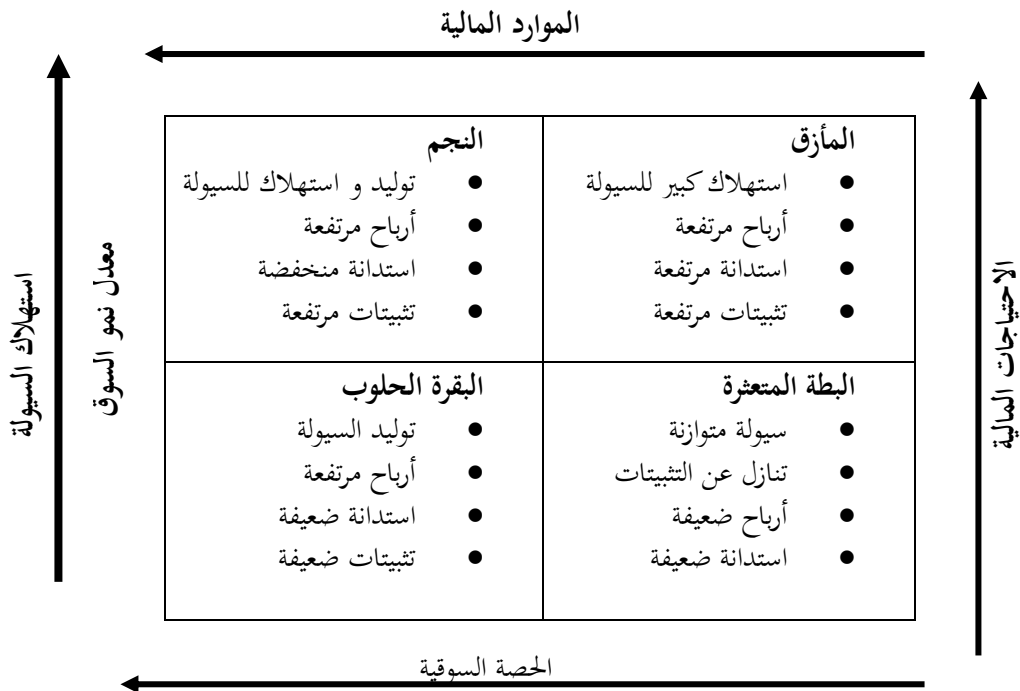 الموارد المالية
المأزق
● استهلاك كبير للسيولة
● أرباح مرتفعة
● استدانة مرتفعة
● تثبيتات مرتفعة
النجم
● توليد و استهلاك للسيولة
● أرباح مرتفعة
● استدانة منخفضة
● تثبيتات مرتفعة
البطة المتعثرة
● سيولة متوازنة
● تنازل عن التثبيتات
● أرباح ضعيفة
● استدانة ضعيفة
البقرة الحلوب
● توليد السيولة
● أرباح مرتفعة
● استدانة ضعيفة
● تثبيتات ضعيفة
الاحتياجات المالية
معدل نمو السوق
استهلاك السيولة
الحصة السوقية